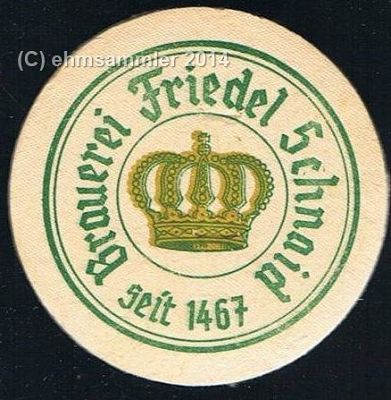 (C) ehmsammler 2014
Brauerei Friedel Schnaid
seit 1467